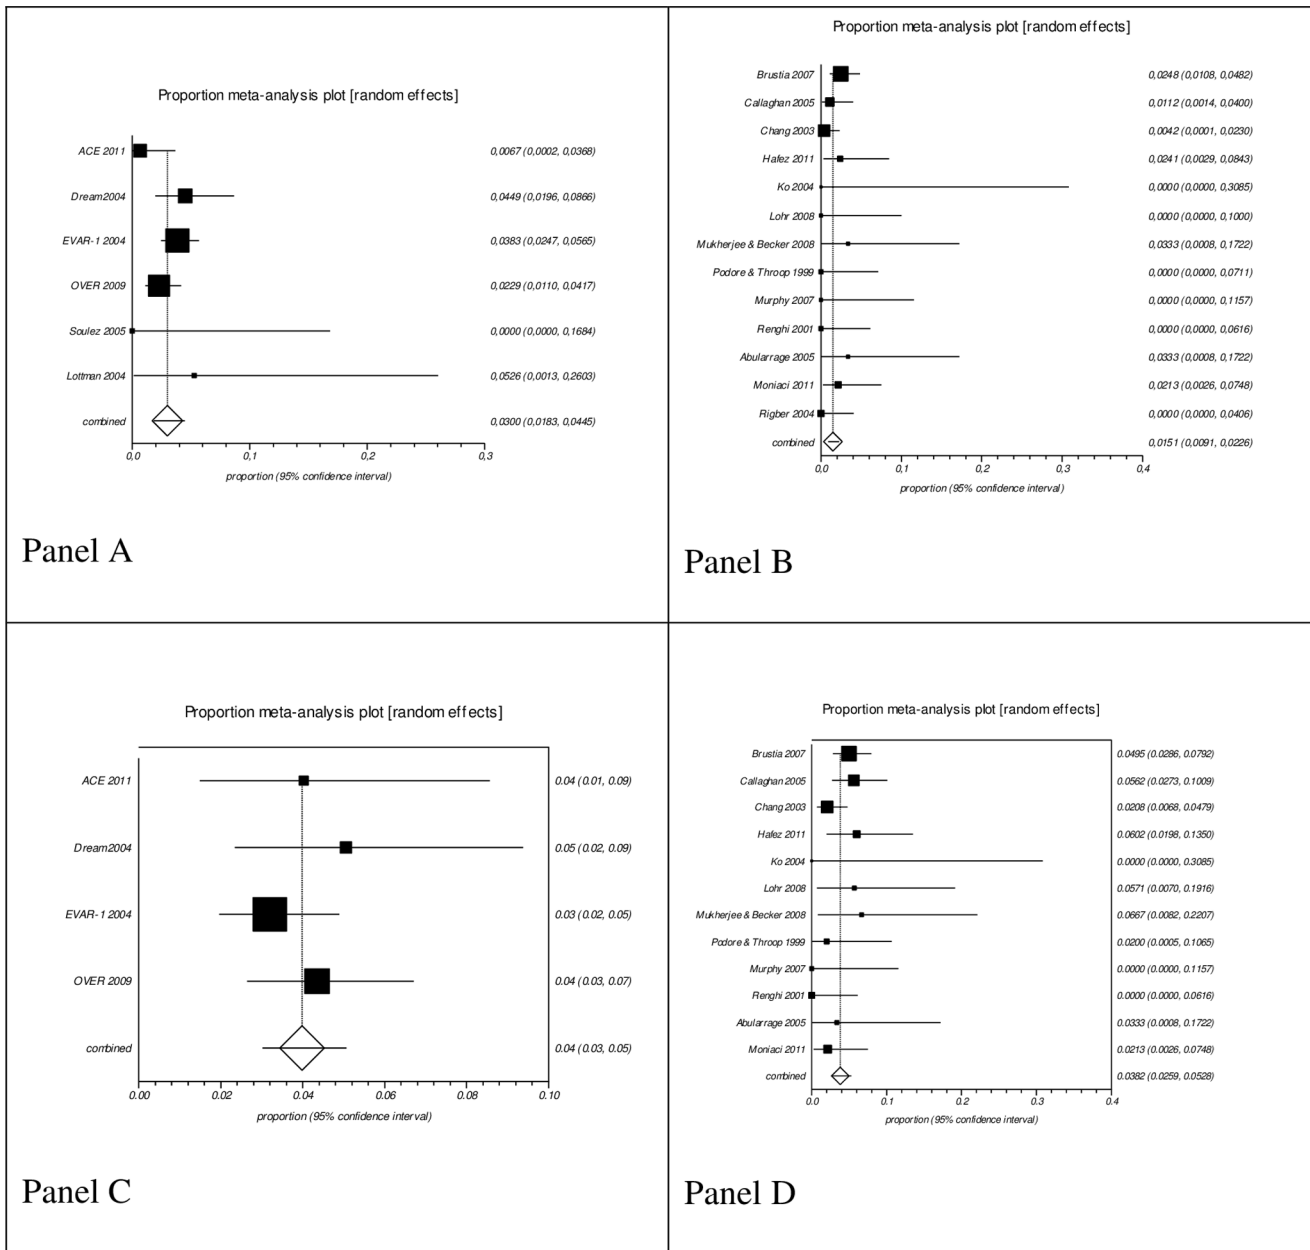 Proportion meta-analysis plot [random effects]
ACE 2011 0,0067 (0,0002, 0,0368)
Dream2004 0,0449 (0,0196, 0,0866)
EVAR-1 2004 0,0383 (0,0247, 0,0565)
OVER 2009 0,0229 (0,0110, 0,0417)
Soulez 2005 0,0000 (0,0000, 0,1684)
Lottman 2004 0,0526 (0,0013, 0,2603)
combined 0,0300 (0,0183, 0,0445)
0,0 0,1 0,2 0,3
proportion (95% confidence interval)
Panel A
Proportion meta-analysis plot [random effects]
Brustia 2007 0,0248 (0,0108, 0,0482)
Callaghan 2005 0,0112 (0,0014, 0,0400)
Chang 2003 0,0042 (0,0001, 0,0230)
Hafez 2011 0,0241 (0,0029, 0,0843)
Ko 2004 0,0000 (0,0000, 0,3085)
Lohr 2008 0,0000 (0,0000, 0,1000)
Mukherjee & Becker 2008 0,0333 (0,0008, 0,1722)
Podore & Throop 1999 0,0000 (0,0000, 0,0711)
Murphy 2007 0,0000 (0,0000, 0,1157)
Renghi 2001 0,0000 (0,0000, 0,0616)
Abularrage 2005 0,0333 (0,0008, 0,1722)
Moniaci 2011 0,0213 (0,0026, 0,0748)
Rigber 2004 0,0000 (0,0000, 0,0406)
combined 0,0151 (0,0091, 0,0226)
0,0 0,1 0,2 0,3 0,4
proportion (95% confidence interval)
Panel B
Proportion meta-analysis plot [random effects]
ACE 2011 0.04 (0.01, 0.09)
Dream2004 0.05 (0.02, 0.09)
EVAR-1 2004 0.03 (0.02, 0.05)
OVER 2009 0.04 (0.03, 0.07)
combined 0.04 (0.03, 0.05)
0.00 0.02 0.04 0.06 0.08 0.10
proportion (95% confidence interval)
Panel C
Proportion meta-analysis plot [random effects]
Brustia 2007 0.0495 (0.0286, 0.0792)
Callaghan 2005 0.0562 (0.0273, 0.1009)
Chang 2003 0.0208 (0.0068, 0.0479)
Hafez 2011 0.0602 (0.0198, 0.1350)
Ko 2004 0.0000 (0.0000, 0.3085)
Lohr 2008 0.0571 (0.0070, 0.1916)
Mukherjee & Becker 2008 0.0667 (0.0082, 0.2207)
Podore & Throop 1999 0.0200 (0.0005, 0.1065)
Murphy 2007 0.0000 (0.0000, 0.1157)
Renghi 2001 0.0000 (0.0000, 0.0616)
Abularrage 2005 0.0333 (0.0008, 0.1722)
Moniaci 2011 0.0213 (0.0026, 0.0748)
combined 0.0382 (0.0259, 0.0528)
0.0 0.1 0.2 0.3 0.4
proportion (95% confidence interval)
Panel D